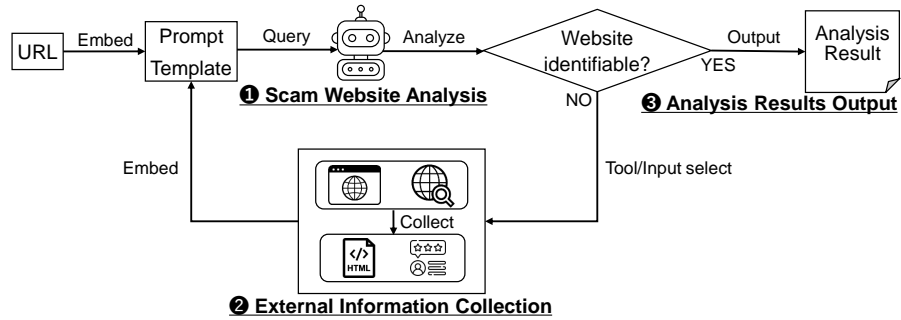 URL
Embed
Prompt
Template
Query
Analyze
Website
identifiable?
Output
YES
Analysis
Result
❶ Scam Website Analysis
NO
❸ Analysis Results Output
Embed
Tool/Input select
Collect
</>
HTML
❷ External Information Collection